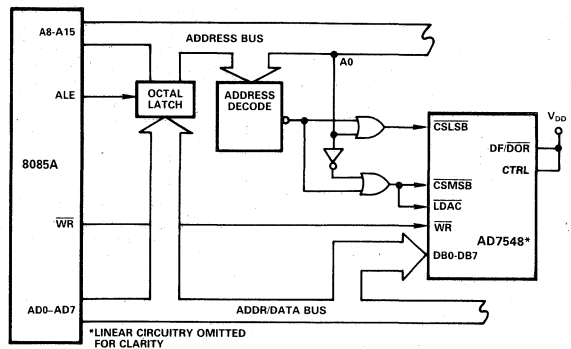 A8-A15
ADDRESS BUS
A0
ALE
OCTAL
LATCH
ADDRESS
DECODE
VDD
CSLSB
DF/DOR
CTRL
8085A
CSMSB
LDAC
WR
WR
AD7548*
DB0-DB7
AD0–AD7
ADDR/DATA BUS
*LINEAR CIRCUITRY OMITTED
FOR CLARITY